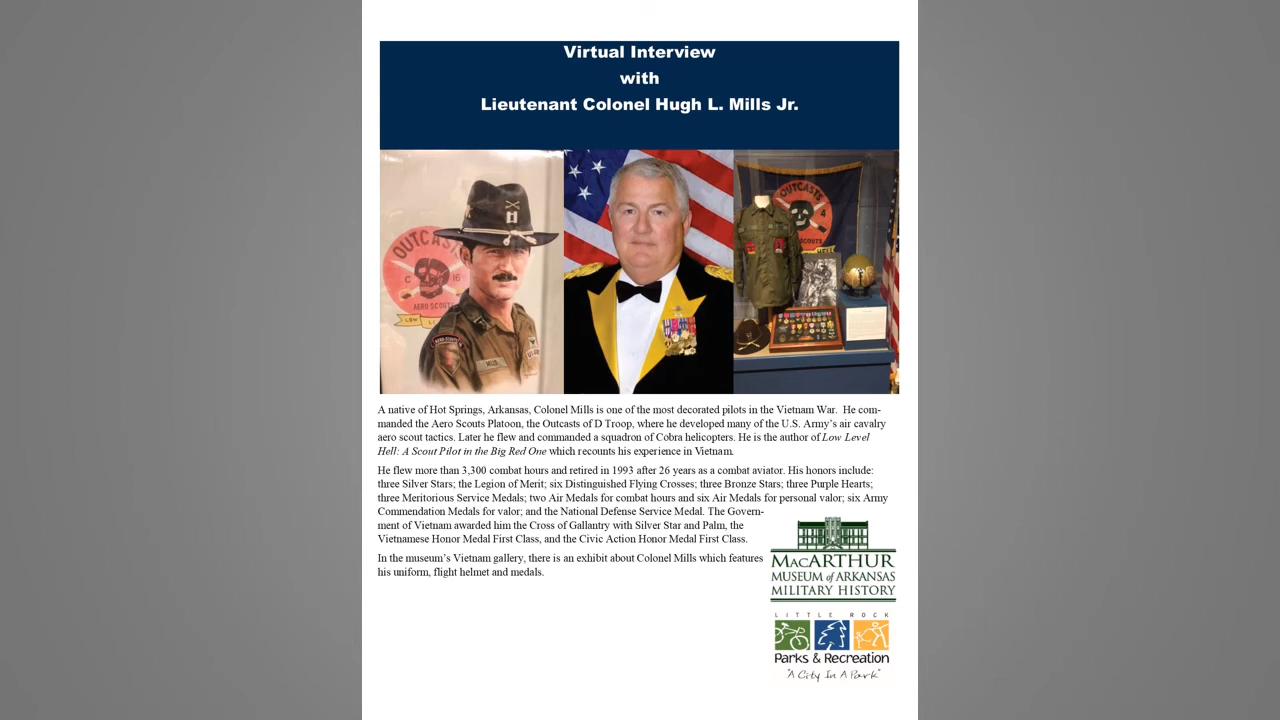 Virtual Interview
with
Lieutenant Colonel Hugh L. Mills Jr.
OUTCASTS
C
16
AERO SCOUTS
LOW
AERO SCOUTS
MILLS
OUTCASTS
4
SCOUTS
HELL
A native of Hot Springs, Arkansas, Colonel Mills is one of the most decorated pilots in the Vietnam War. He com-
manded the Aero Scouts Platoon, the Outcasts of D Troop, where he developed many of the U.S. Army's air cavalry
aero scout tactics. Later he flew and commanded a squadron of Cobra helicopters. He is the author of Low Level
Hell: A Scout Pilot in the Big Red One which recounts his experience in Vietnam.
He flew more than 3,300 combat hours and retired in 1993 after 26 years as a combat aviator. His honors include:
three Silver Stars; the Legion of Merit; six Distinguished Flying Crosses; three Bronze Stars; three Purple Hearts;
three Meritorious Service Medals; two Air Medals for combat hours and six Air Medals for personal valor; six Army
Commendation Medals for valor; and the National Defense Service Medal. The Govern-
ment of Vietnam awarded him the Cross of Gallantry with Silver Star and Palm, the
Vietnamese Honor Medal First Class, and the Civic Action Honor Medal First Class.
In the museum's Vietnam gallery, there is an exhibit about Colonel Mills which features
his uniform, flight helmet and medals.
MACARTHUR
MUSEUM of ARKANSAS
MILITARY HISTORY
LITTLE ROCK
Parks & Recreation
"A City In A Park"